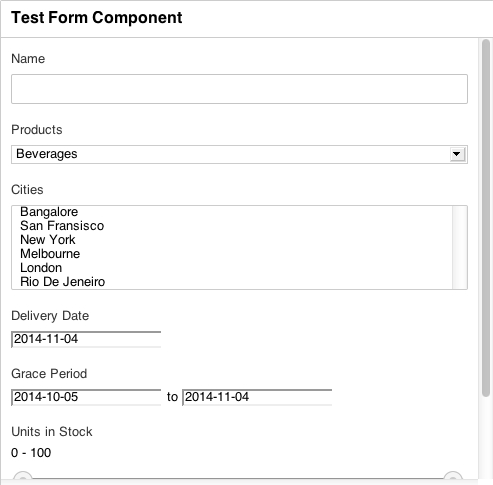 Test Form Component
Name
Products
Beverages
Cities
Bangalore
San Fransisco
New York
Melbourne
London
Rio De Jeneiro
Delivery Date
2014-11-04
Grace Period
2014-10-05 to 2014-11-04
Units in Stock
0 - 100